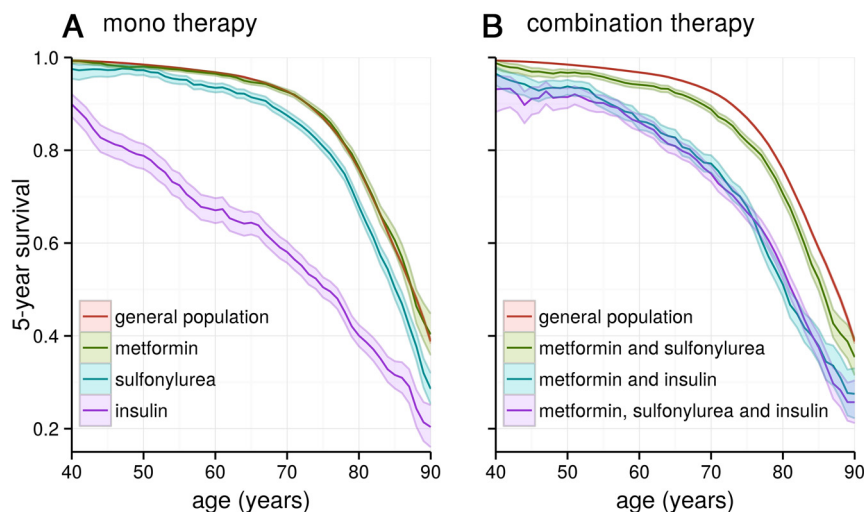 A mono therapy
B combination therapy
5-year survival
1.0
0.8
0.6
0.4
0.2
general population
metformin
sulfonylurea
insulin
40 50 60 70 80 90
age (years)
general population
metformin and sulfonylurea
metformin and insulin
metformin, sulfonylurea and insulin
40 50 60 70 80 90
age (years)